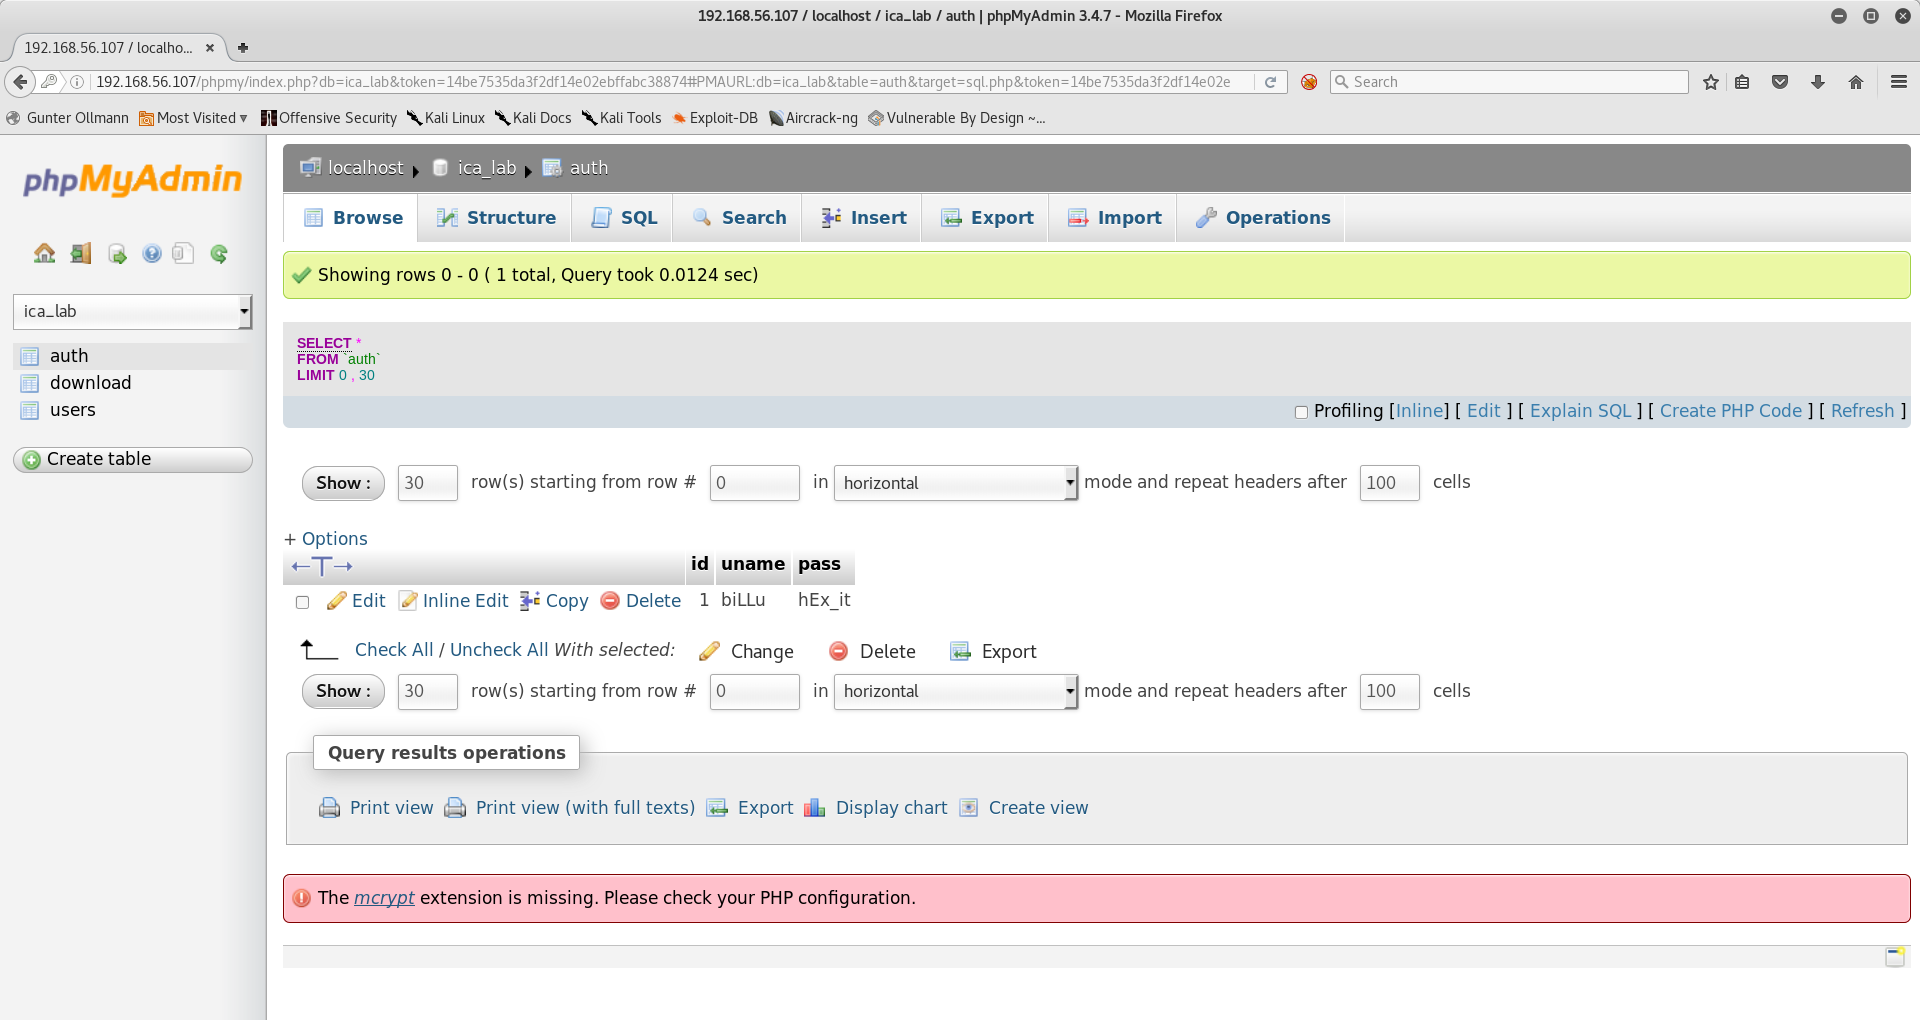 192.168.56.107 / localhost / ica_lab / auth | phpMyAdmin 3.4.7 - Mozilla Firefox
192.168.56.107 / localho...
192.168.56.107/phpmy/index.php?db=ica_lab&token=14be7535da3f2df14e02ebffabc38874#PMAURL:db=ica_lab&table=auth&target=sql.php&token=14be7535da3f2df14e02e
Search
Gunter Ollmann Most Visited Offensive Security Kali Linux Kali Docs Kali Tools Exploit-DB Aircrack-ng Vulnerable By Design ~...
phpMyAdmin
ica_lab
auth
download
users
Create table
localhost ica_lab auth
Browse Structure SQL Search Insert Export Import Operations
Showing rows 0 - 0 ( 1 total, Query took 0.0124 sec)
SELECT *
FROM `auth`
LIMIT 0 , 30
Profiling [Inline] [ Edit ] [ Explain SQL ] [ Create PHP Code ] [ Refresh ]
Show : 30 row(s) starting from row # 0 in horizontal mode and repeat headers after 100 cells
+ Options
←T→ id uname pass
Edit Inline Edit Copy Delete 1 biLLu hEx_it
Check All / Uncheck All With selected: Change Delete Export
Show : 30 row(s) starting from row # 0 in horizontal mode and repeat headers after 100 cells
Query results operations
Print view Print view (with full texts) Export Display chart Create view
The mcrypt extension is missing. Please check your PHP configuration.